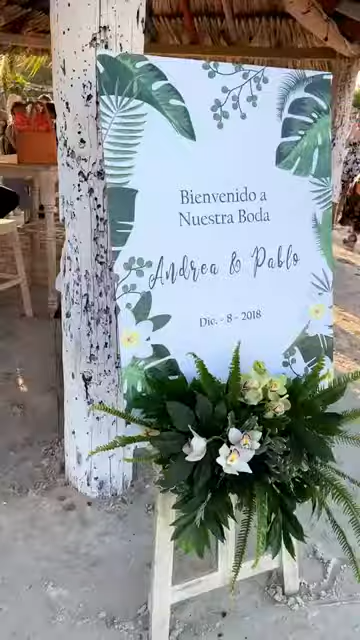 Bienvenido a
Nuestra Boda
Andrea & Pablo
Dic. - 8 - 2018